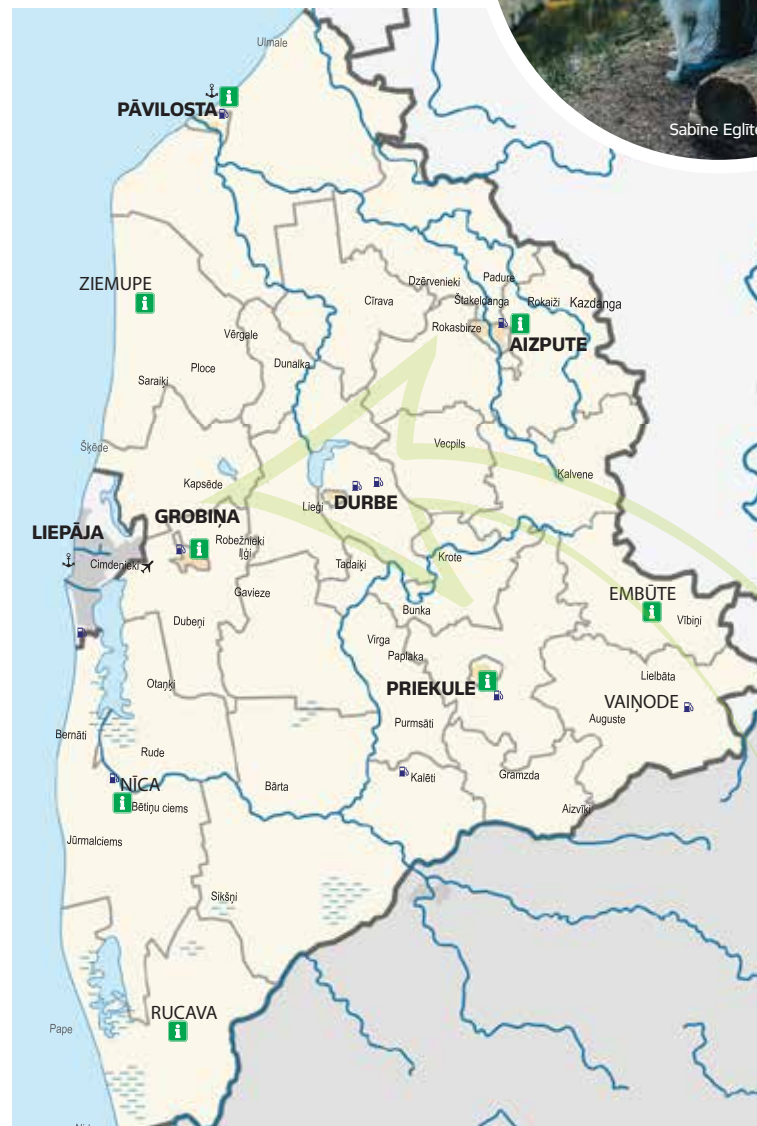 Ulmale
Sabīne Eglīte
i
PĀVILOSTA
ZIEMUPE
i
Dzērvenieki
Padure
Cīrava
Štakeldanga
Rokaiži
Kazdanga
Rokasbirze
i
AIZPUTE
Vērgale
Ploce
Dunalka
Saraiķi
Šķēde
Vecpils
Kalvene
Kapsēde
LIEPĀJA
GROBIŅA
i
Robežnieki
Iļģi
Lieģi
DURBE
Cimdenieki
Tadaiķi
Krote
Gavieze
EMBŪTE
i
Vībiņi
Dubeņi
Bunka
Virga
Paplaka
PRIEKULE
i
Lielbāta
VAIŅODE
Auguste
Otaņķi
Purmsāti
Bernāti
Rude
NĪCA
i
Bētiņu ciems
Bārta
Kalēti
Gramzda
Aizvīķi
Jūrmalciems
Sikšņi
RUCAVA
i
Pape